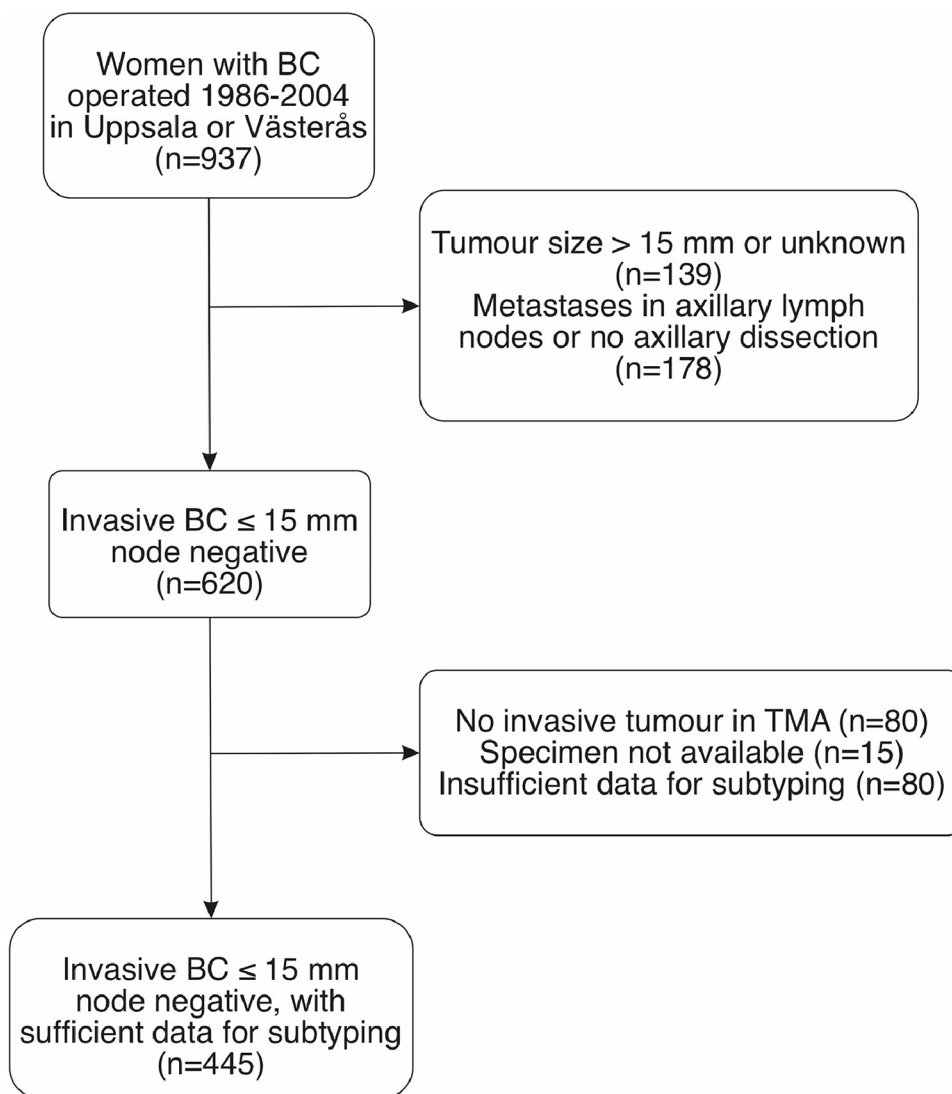 Women with BC
operated 1986-2004
in Uppsala or Västerås
(n=937)
Tumour size > 15 mm or unknown
(n=139)
Metastases in axillary lymph
nodes or no axillary dissection
(n=178)
Invasive BC ≤ 15 mm
node negative
(n=620)
No invasive tumour in TMA (n=80)
Specimen not available (n=15)
Insufficient data for subtyping (n=80)
Invasive BC ≤ 15 mm
node negative, with
sufficient data for subtyping
(n=445)